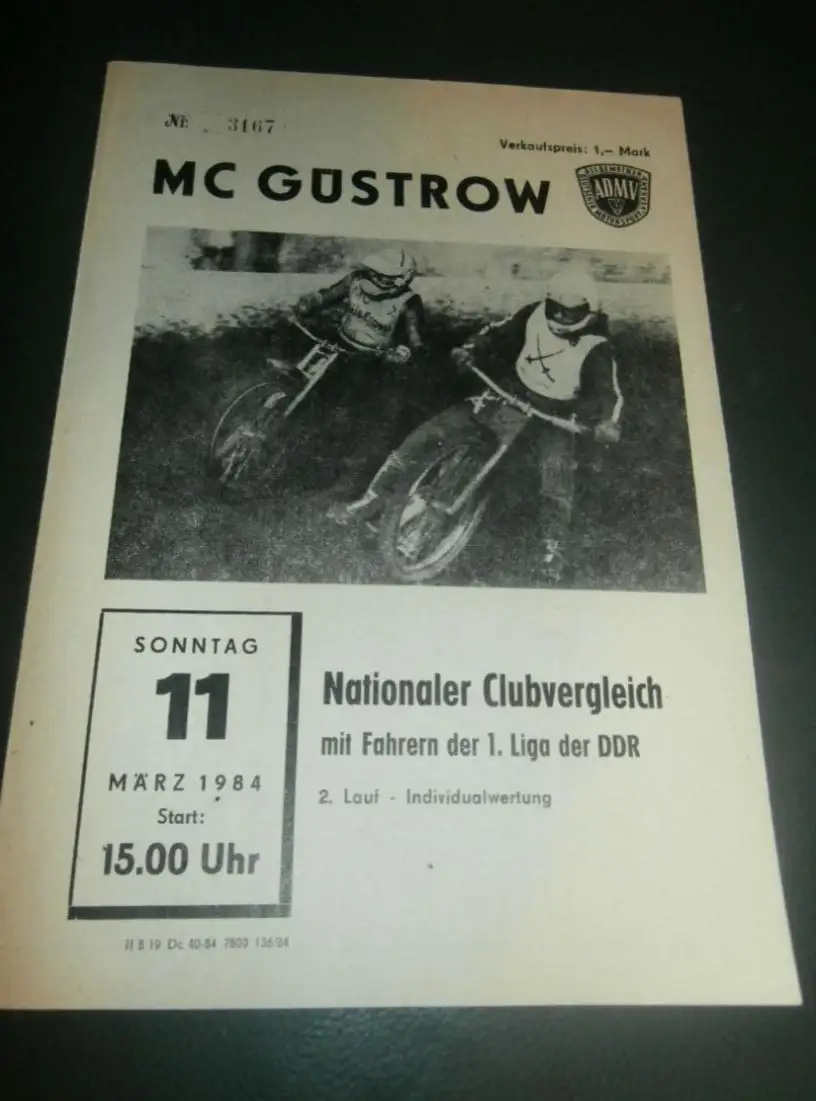 Nr. 3167
Verkaufspreis: 1,– Mark
MC GÜSTROW
ADMV
SONNTAG
11
MÄRZ 1984
Start:
15.00 Uhr
Nationaler Clubvergleich
mit Fahrern der 1. Liga der DDR
2. Lauf - Individualwertung